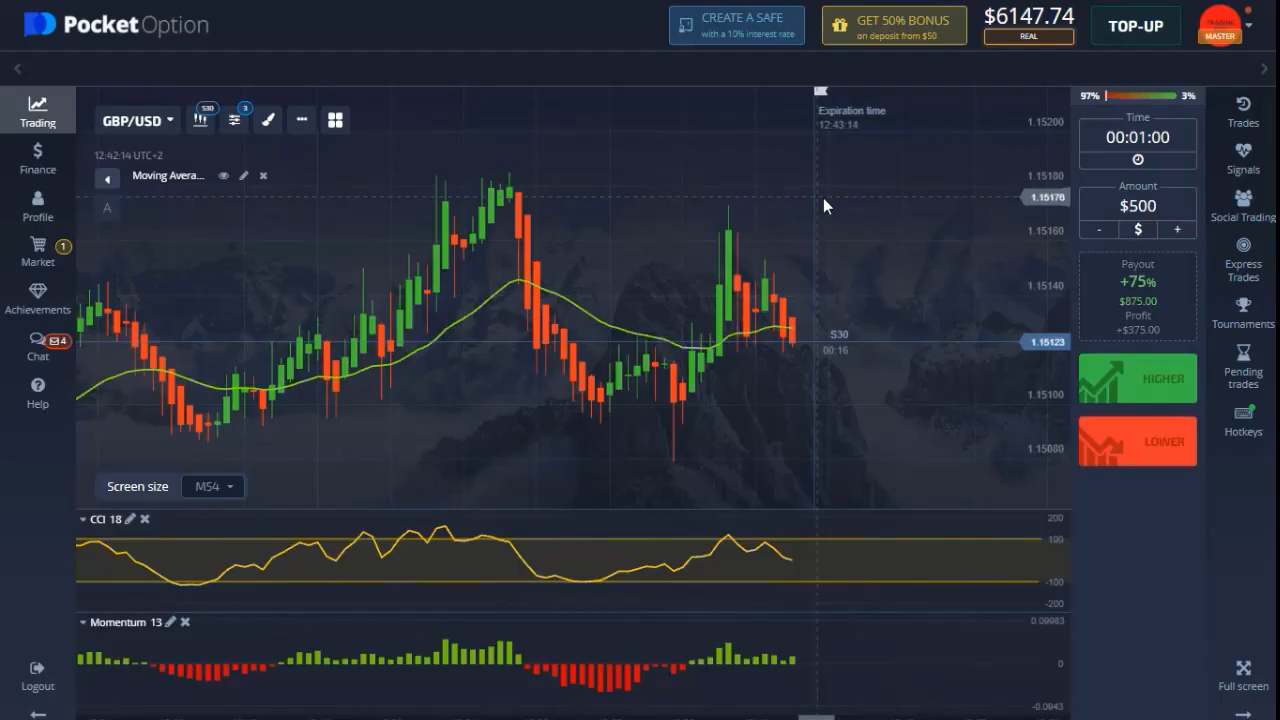 PocketOption
CREATE A SAFE
with a 10% interest rate
GET 50% BONUS
on deposit from $50
$6147.74
REAL
TOP-UP
TRADING
MASTER
Trading
Finance
Profile
Market
1
Achievements
Chat
4
Help
Logout
GBP/USD
S30
3
12:42:14 UTC+2
Moving Avera...
A
Expiration time
12:43:14
1.15200
1.15180
1.15176
1.15160
1.15140
1.15123
1.15100
1.15080
S30
00:16
Screen size
M54
CCI 18
200
100
-100
-200
Momentum 13
0.09983
0
-0.0943
97%
3%
Time
00:01:00
Amount
$500
- $ +
Payout
+75%
$875.00
Profit
+$375.00
HIGHER
LOWER
Trades
Signals
Social Trading
Express
Trades
Tournaments
Pending
trades
Hotkeys
Full screen